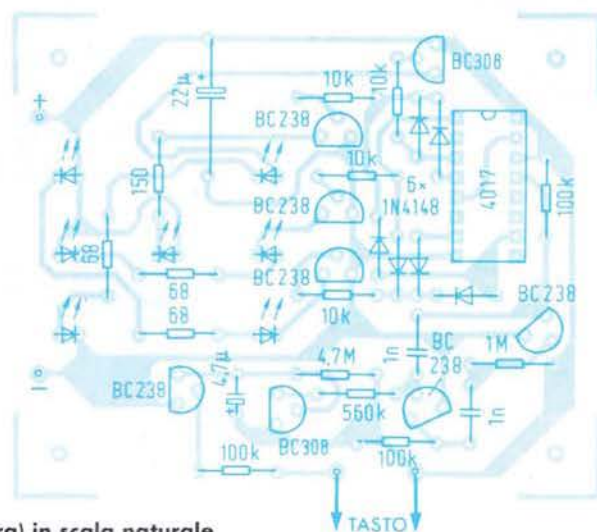 BC308
10k
10k
22µ
+
BC238
150
10k
6×
1N4148
4017
100k
BC238
68
BC238
68
68
10k
BC238
1n
BC
238
1M
4,7M
4,7µ
BC238
560k
1n
BC308
100k
100k
TASTO
ra) in scala naturale